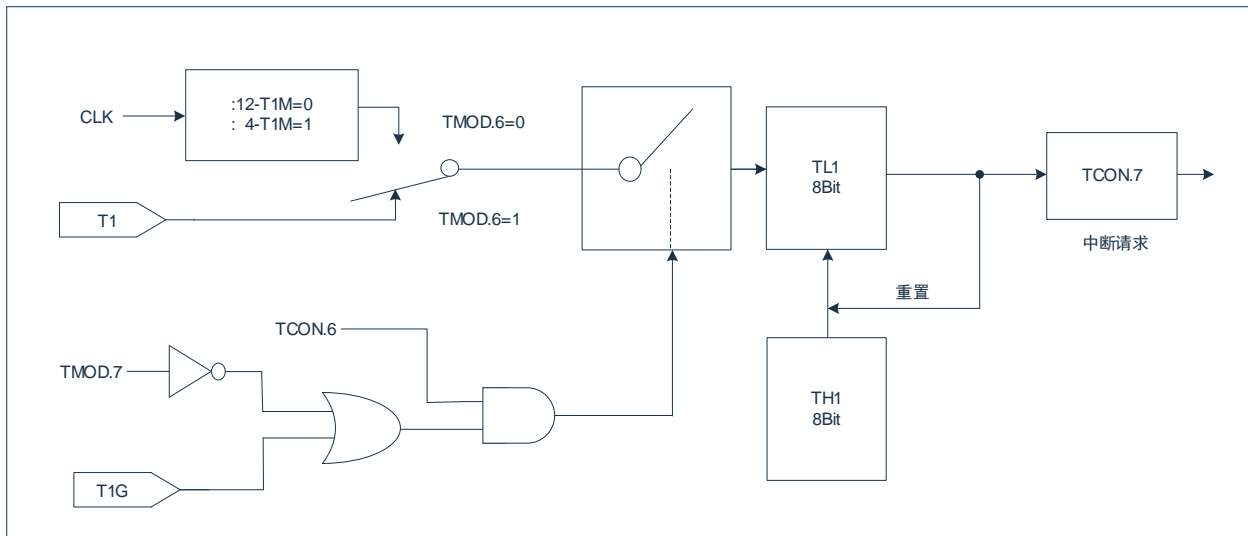 :12-T1M=0
: 4-T1M=1
CLK
TMOD.6=0
T1
TMOD.6=1
TL1
8Bit
TCON.7
中断请求
重置
TCON.6
TMOD.7
TH1
8Bit
T1G